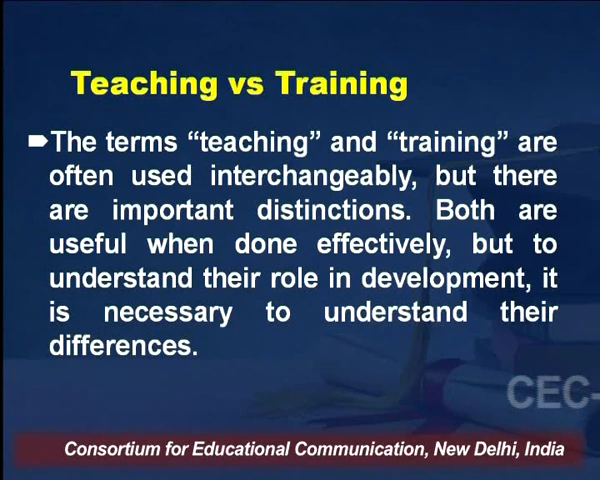 Teaching vs Training
The terms “teaching” and “training” are
often used interchangeably, but there
are important distinctions. Both are
useful when done effectively, but to
understand their role in development, it
is necessary to understand their
differences.
CEC-
Consortium for Educational Communication, New Delhi, India